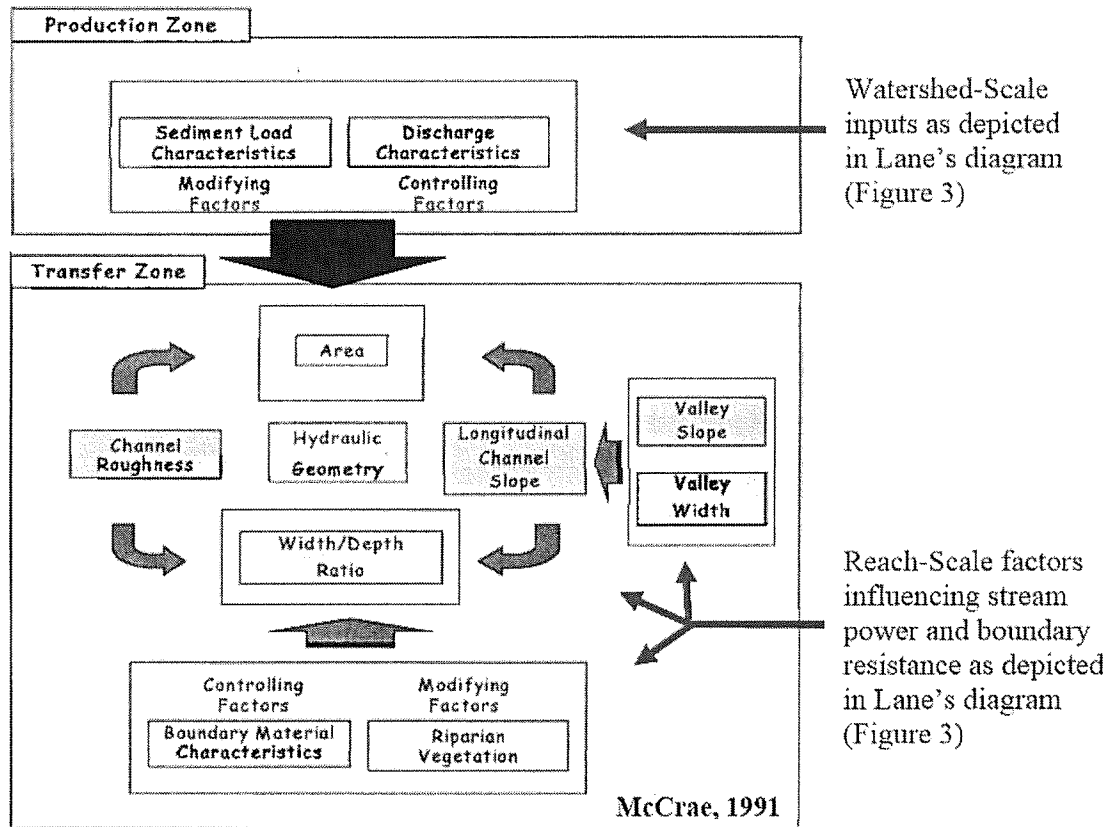 Production Zone
Sediment Load
Characteristics
Discharge
Characteristics
Modifying
Factors
Controlling
Factors
Watershed-Scale
inputs as depicted
in Lane's diagram
(Figure 3)
Transfer Zone
Area
Channel
Roughness
Hydraulic
Geometry
Longitudinal
Channel
Slope
Valley
Slope
Valley
Width
Width/Depth
Ratio
Reach-Scale factors
influencing stream
power and boundary
resistance as depicted
in Lane's diagram
(Figure 3)
Controlling
Factors
Modifying
Factors
Boundary Material
Characteristics
Riparian
Vegetation
McCrae, 1991